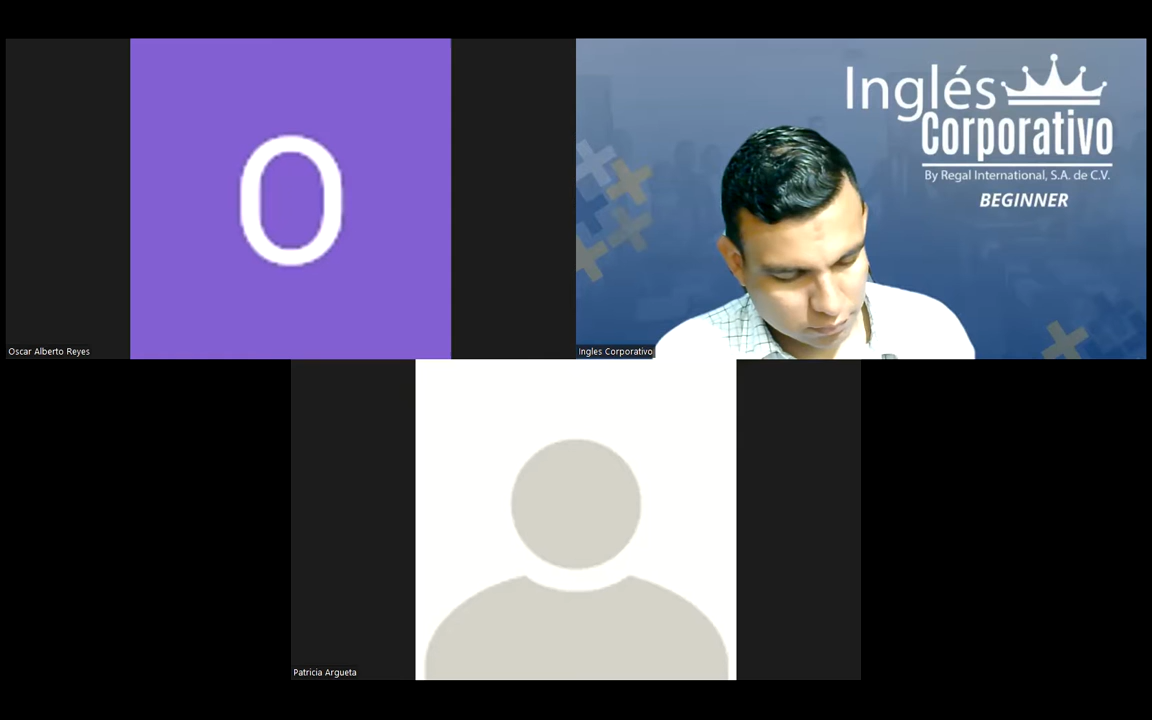 O
Oscar Alberto Reyes
Inglés
Corporativo
By Regal International, S.A. de C.V.
BEGINNER
Ingles Corporativo
Patricia Argueta